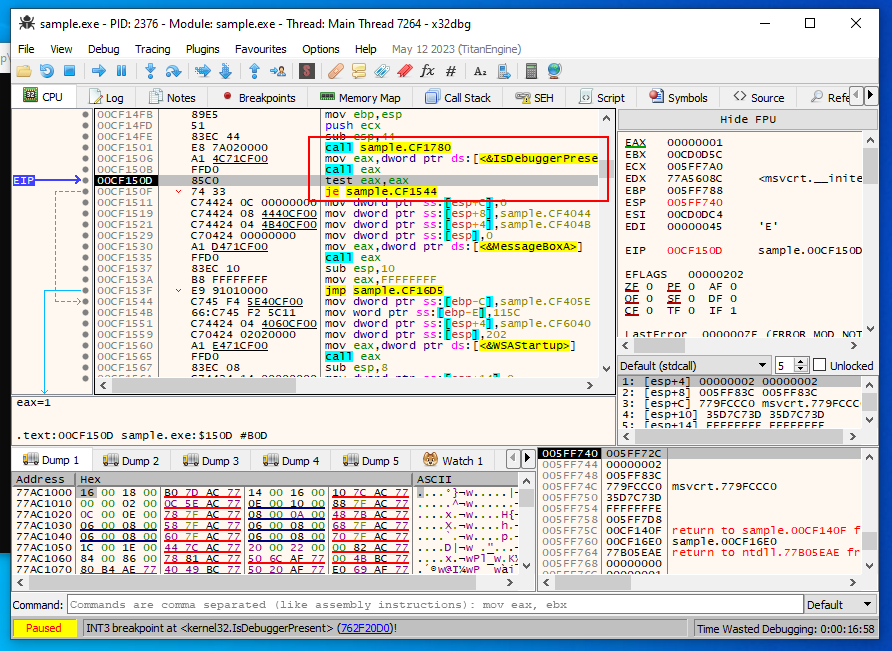 sample.exe - PID: 2376 - Module: sample.exe - Thread: Main Thread 7264 - x32dbg
File View Debug Tracing Plugins Favourites Options Help May 12 2023 (TitanEngine)
CPU Log Notes Breakpoints Memory Map Call Stack SEH Script Symbols Source Refe
00CF14FB 89E5 mov ebp,esp
00CF14FD 51 push ecx
00CF14FE 83EC 44 sub esp,44
00CF1501 E8 7A020000 call sample.CF1780
00CF1506 A1 4C71CF00 mov eax,dword ptr ds:[<&IsDebuggerPrese
00CF150B FFD0 call eax
EIP 00CF150D 85C0 test eax,eax
00CF150F 74 33 je sample.CF1544
00CF1511 C74424 0C 00000000 mov dword ptr ss:[esp+C],0
00CF1519 C74424 08 4440CF00 mov dword ptr ss:[esp+8],sample.CF4044
00CF1521 C74424 04 4B40CF00 mov dword ptr ss:[esp+4],sample.CF404B
00CF1529 C70424 00000000 mov dword ptr ss:[esp],0
00CF1530 A1 D471CF00 mov eax,dword ptr ds:[<&MessageBoxA>]
00CF1535 FFD0 call eax
00CF1537 83EC 10 sub esp,10
00CF153A B8 FFFFFFFF mov eax,FFFFFFFF
00CF153F E9 91010000 jmp sample.CF16D5
00CF1544 C745 F4 5E40CF00 mov dword ptr ss:[ebp-C],sample.CF405E
00CF154B 66:C745 F2 5C11 mov word ptr ss:[ebp-E],115C
00CF1551 C74424 04 4060CF00 mov dword ptr ss:[esp+4],sample.CF6040
00CF1559 C70424 02020000 mov dword ptr ss:[esp],202
00CF1560 A1 E471CF00 mov eax,dword ptr ds:[<&WSAStartup>]
00CF1565 FFD0 call eax
00CF1567 83EC 08 sub esp,8
Hide FPU
EAX 00000001
EBX 00CD0D5C
ECX 005FF7A0
EDX 77A5608C <msvcrt.__inite
EBP 005FF788
ESP 005FF740
ESI 00CD0DC4
EDI 00000045 'E'
EIP 00CF150D sample.00CF150D
EFLAGS 00000202
ZF 0 PF 0 AF 0
OF 0 SF 0 DF 0
CF 0 TF 0 IF 1
LastError 0000007F (ERROR_MOD_NOT
Default (stdcall) 5 Unlocked
1: [esp+4] 00000002 00000002
2: [esp+8] 005FF83C 005FF83C
3: [esp+C] 779FCCC0 msvcrt.779FCCC0
4: [esp+10] 35D7C73D 35D7C73D
5: [esp+14] FFFFFFFE FFFFFFFE
eax=1
.text:00CF150D sample.exe:$150D #B0D
Dump 1 Dump 2 Dump 3 Dump 4 Dump 5 Watch 1
Address Hex ASCII
77AC1000 16 00 18 00 B0 7D AC 77 14 00 16 00 10 7C AC 77
77AC1010 00 00 02 00 0C 5E AC 77 0E 00 10 00 88 7F AC 77
77AC1020 0C 00 0E 00 78 7F AC 77 08 00 0A 00 48 7B AC 77
77AC1030 06 00 08 00 58 7F AC 77 06 00 08 00 68 7F AC 77
77AC1040 06 00 08 00 60 7F AC 77 06 00 08 00 70 7F AC 77
77AC1050 1C 00 1E 00 44 7C AC 77 20 00 22 00 00 82 AC 77
77AC1060 84 00 86 00 78 81 AC 77 50 6C AF 77 00 4B BC 77
77AC1070 80 B4 AE 77 40 49 BC 77 50 20 AF 77 E0 69 AF 77
005FF740 005FF72C
005FF744 00000002
005FF748 005FF83C
005FF74C 779FCCC0 msvcrt.779FCCC0
005FF750 35D7C73D
005FF754 FFFFFFFE
005FF758 005FF7D8
005FF75C 00CF140F return to sample.00CF140F f
005FF760 00CF16E0 sample.00CF16E0
005FF764 77B05EAE return to ntdll.77B05EAE fr
005FF768 00000000
Command: Commands are comma separated (like assembly instructions): mov eax, ebx Default
Paused INT3 breakpoint at <kernel32.IsDebuggerPresent> (762F20D0)! Time Wasted Debugging: 0:00:16:58